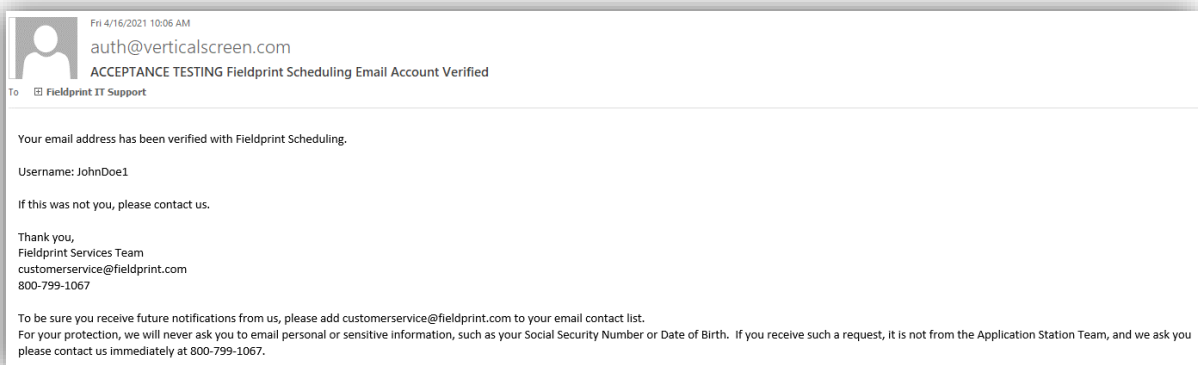 Fri 4/16/2021 10:06 AM
auth@verticalscreen.com
ACCEPTANCE TESTING Fieldprint Scheduling Email Account Verified
To Fieldprint IT Support
Your email address has been verified with Fieldprint Scheduling.
Username: JohnDoe1
If this was not you, please contact us.
Thank you,
Fieldprint Services Team
customerservice@fieldprint.com
800-799-1067
To be sure you receive future notifications from us, please add customerservice@fieldprint.com to your email contact list.
For your protection, we will never ask you to email personal or sensitive information, such as your Social Security Number or Date of Birth.  If you receive such a request, it is not from the Application Station Team, and we ask you
please contact us immediately at 800-799-1067.